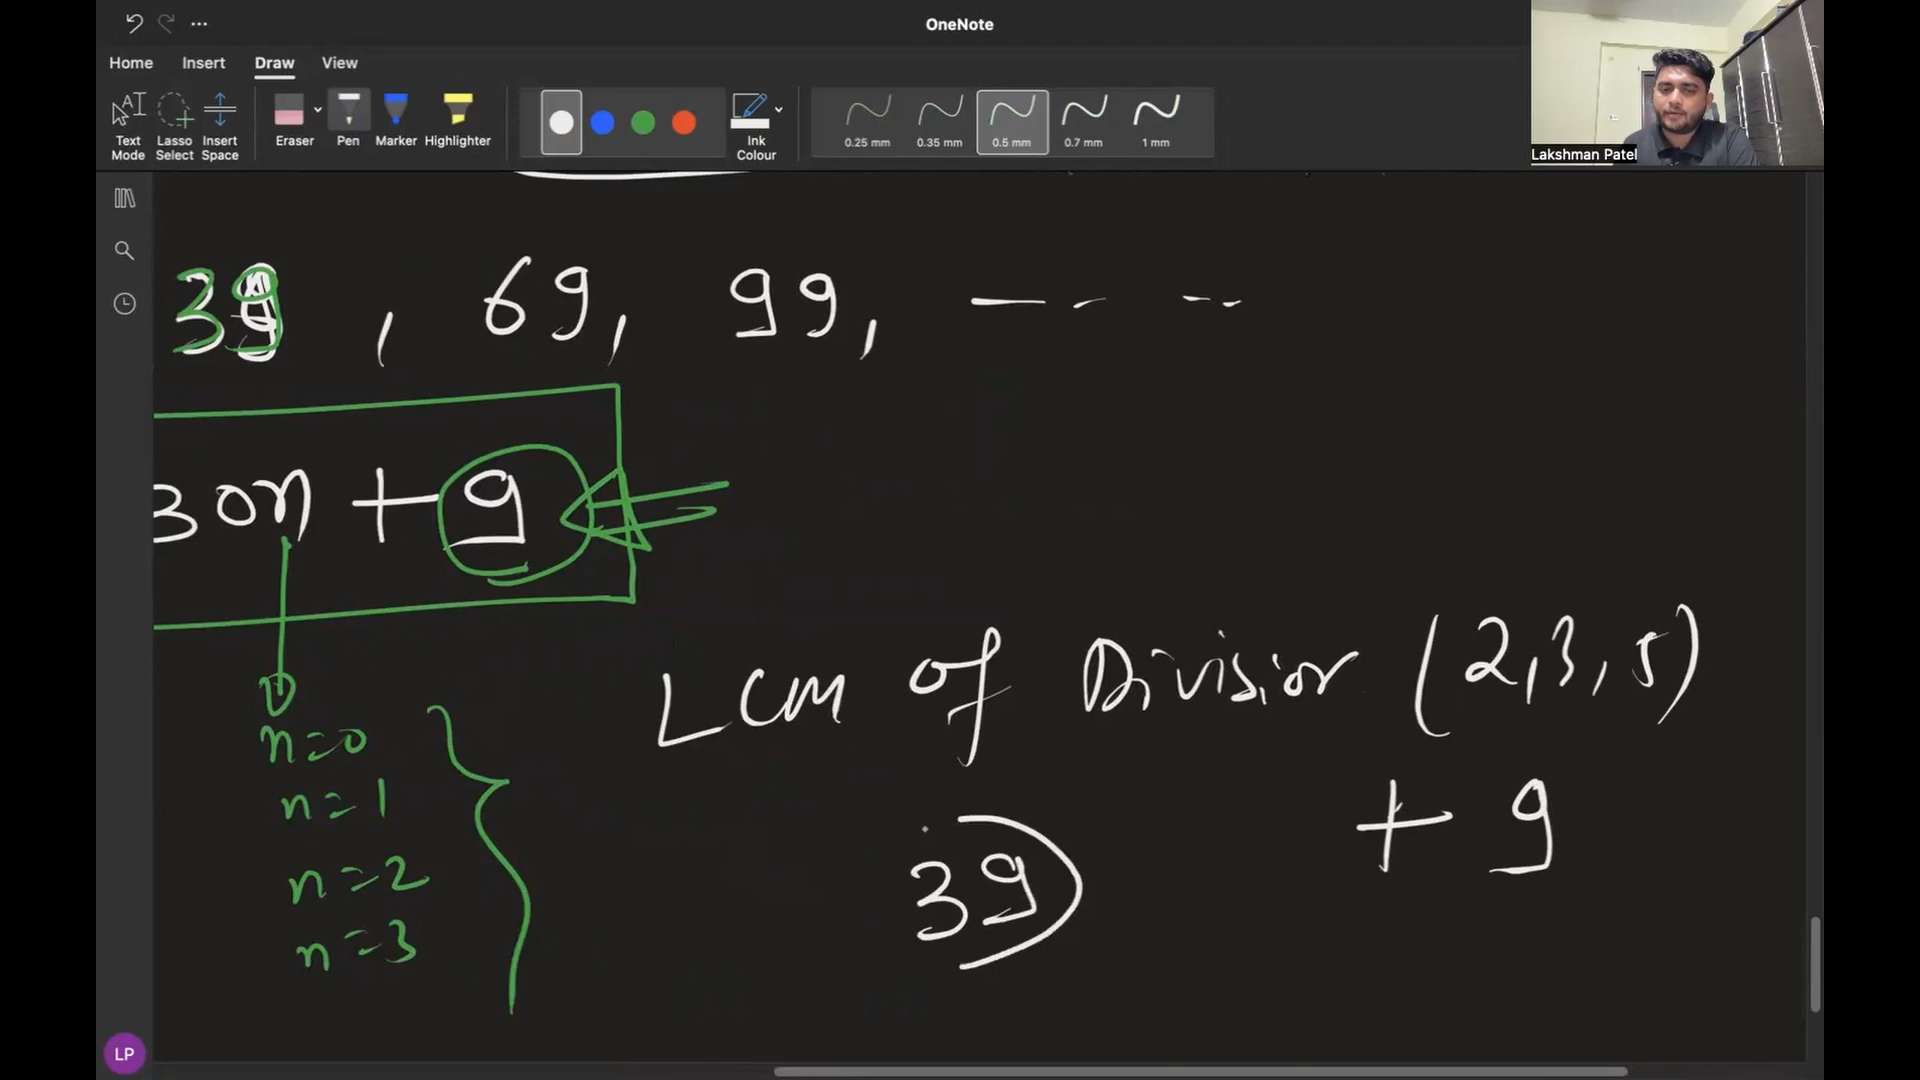 OneNote
Home Insert Draw View
Text Mode
Lasso Select
Insert Space
Eraser
Pen
Marker
Highlighter
Ink Colour
0.25 mm
0.35 mm
0.5 mm
0.7 mm
1 mm
Lakshman Patel
39 , 69, 99, — - - -
30n + 9
n=0
n=1
n=2
n=3
LCM of Division (2,3,5)
+ 9
39
LP